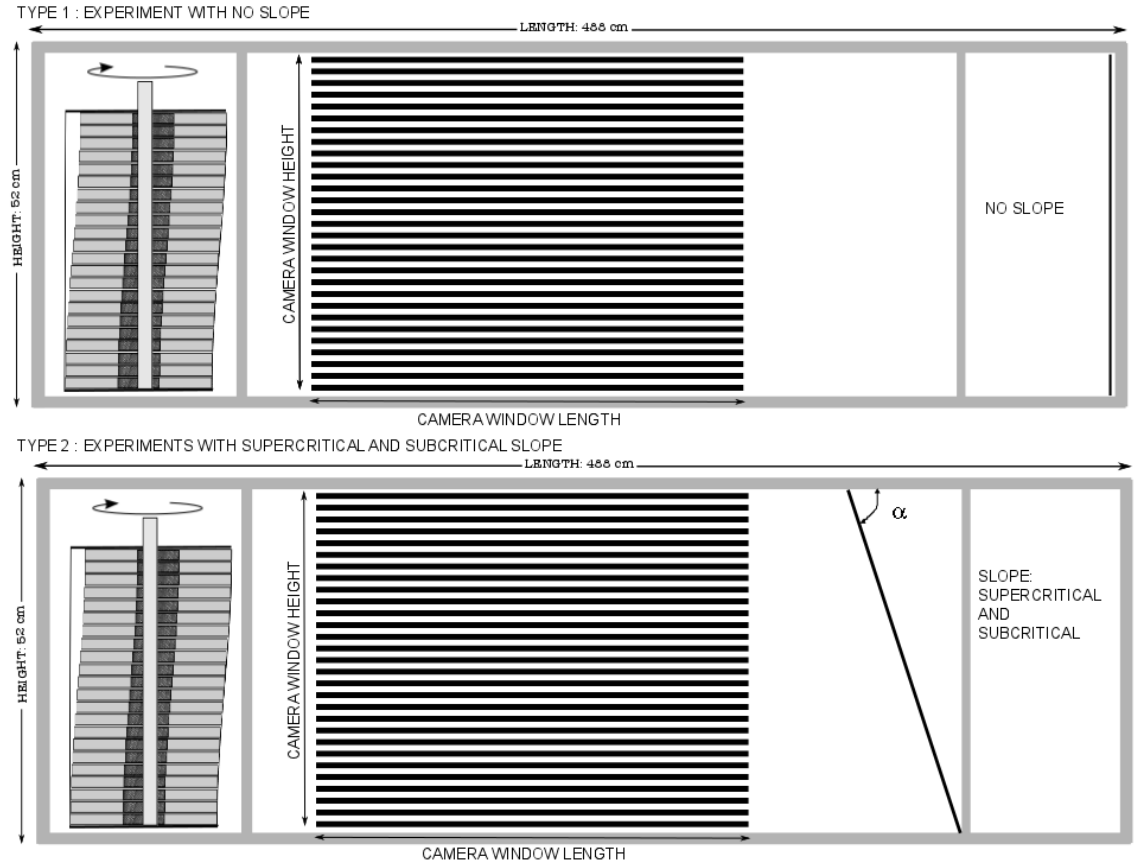 TYPE 1 : EXPERIMENT WITH NO SLOPE
LENGTH: 488 cm
HEIGHT: 52 cm
CAMERA WINDOW HEIGHT
NO SLOPE
CAMERA WINDOW LENGTH
TYPE 2 : EXPERIMENTS WITH SUPERCRITICAL AND SUBCRITICAL SLOPE
LENGTH: 488 cm
HEIGHT: 52 cm
CAMERA WINDOW HEIGHT
α
SLOPE:
SUPERCRITICAL
AND
SUBCRITICAL
CAMERA WINDOW LENGTH